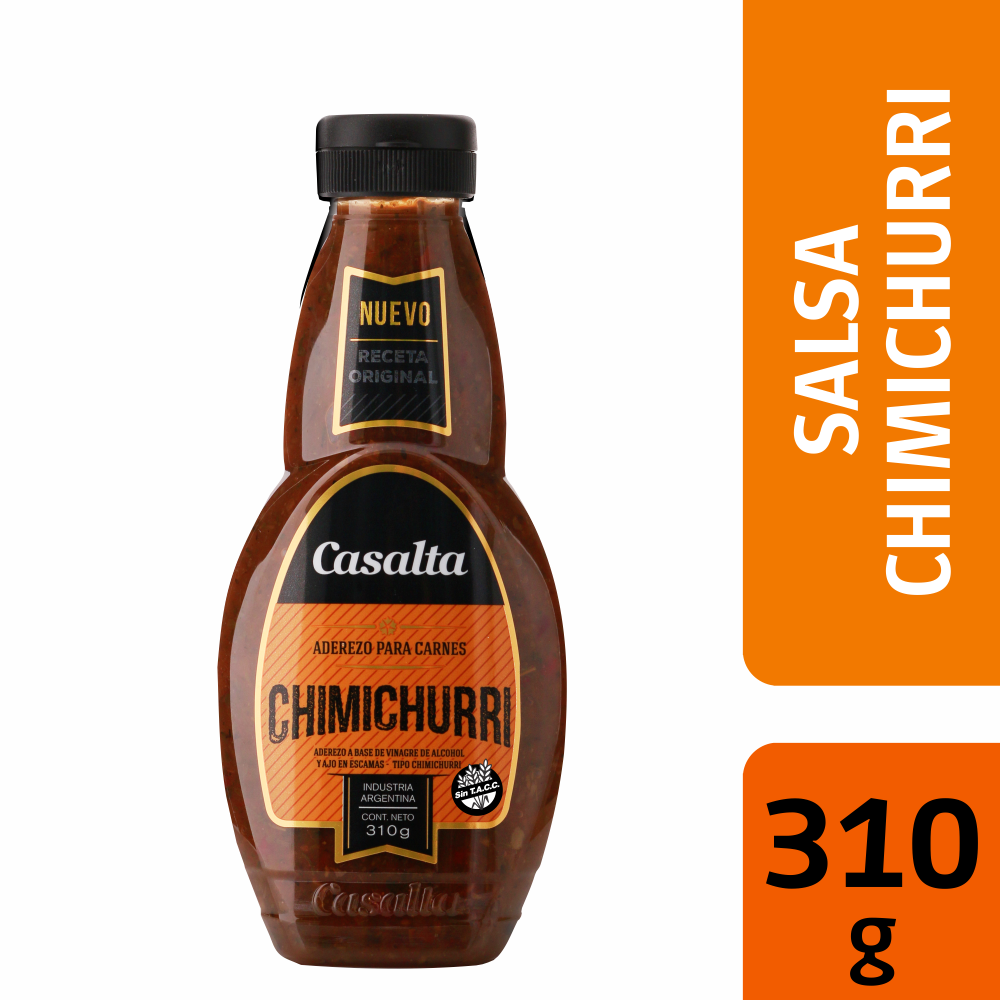 NUEVO
RECETA
ORIGINAL
Casalta
ADEREZO PARA CARNES
CHIMICHURRI
ADEREZO A BASE DE VINAGRE DE ALCOHOL
Y AJO EN ESCAMAS - TIPO CHIMICHURRI
Sin T.A.C.C.
INDUSTRIA
ARGENTINA
CONT. NETO
310g
Casalta
SALSA
CHIMICHURRI
310
g